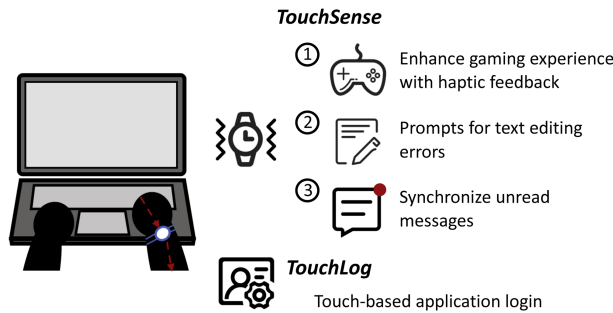 TouchSense
1
Enhance gaming experience
with haptic feedback
2
Prompts for text editing
errors
3
Synchronize unread
messages
TouchLog
Touch-based application login